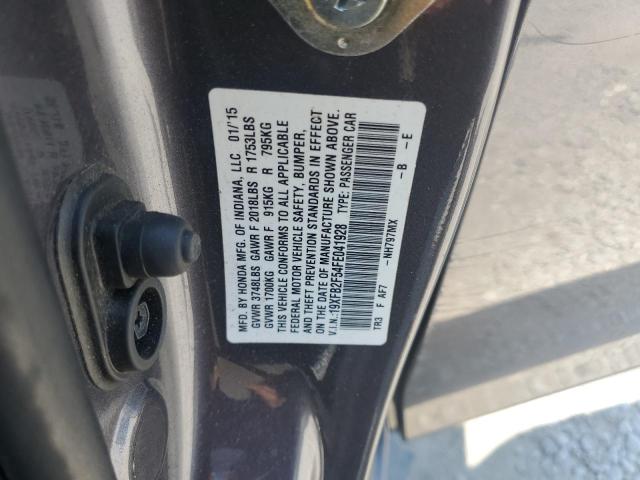 MFD. BY HONDA MFG. OF INDIANA, LLC 01/'15
GVWR 3748LBS GAWR F 2018LBS R 1753LBS
GVWR 1700KG GAWR F 915KG R 795KG
THIS VEHICLE CONFORMS TO ALL APPLICABLE
FEDERAL MOTOR VEHICLE SAFETY, BUMPER,
AND THEFT PREVENTION STANDARDS IN EFFECT
ON THE DATE OF MANUFACTURE SHOWN ABOVE.
V.I.N.:19XFB2F54FE041928 TYPE: PASSENGER CAR
TR3 F AF7 -NH797MX -B -E